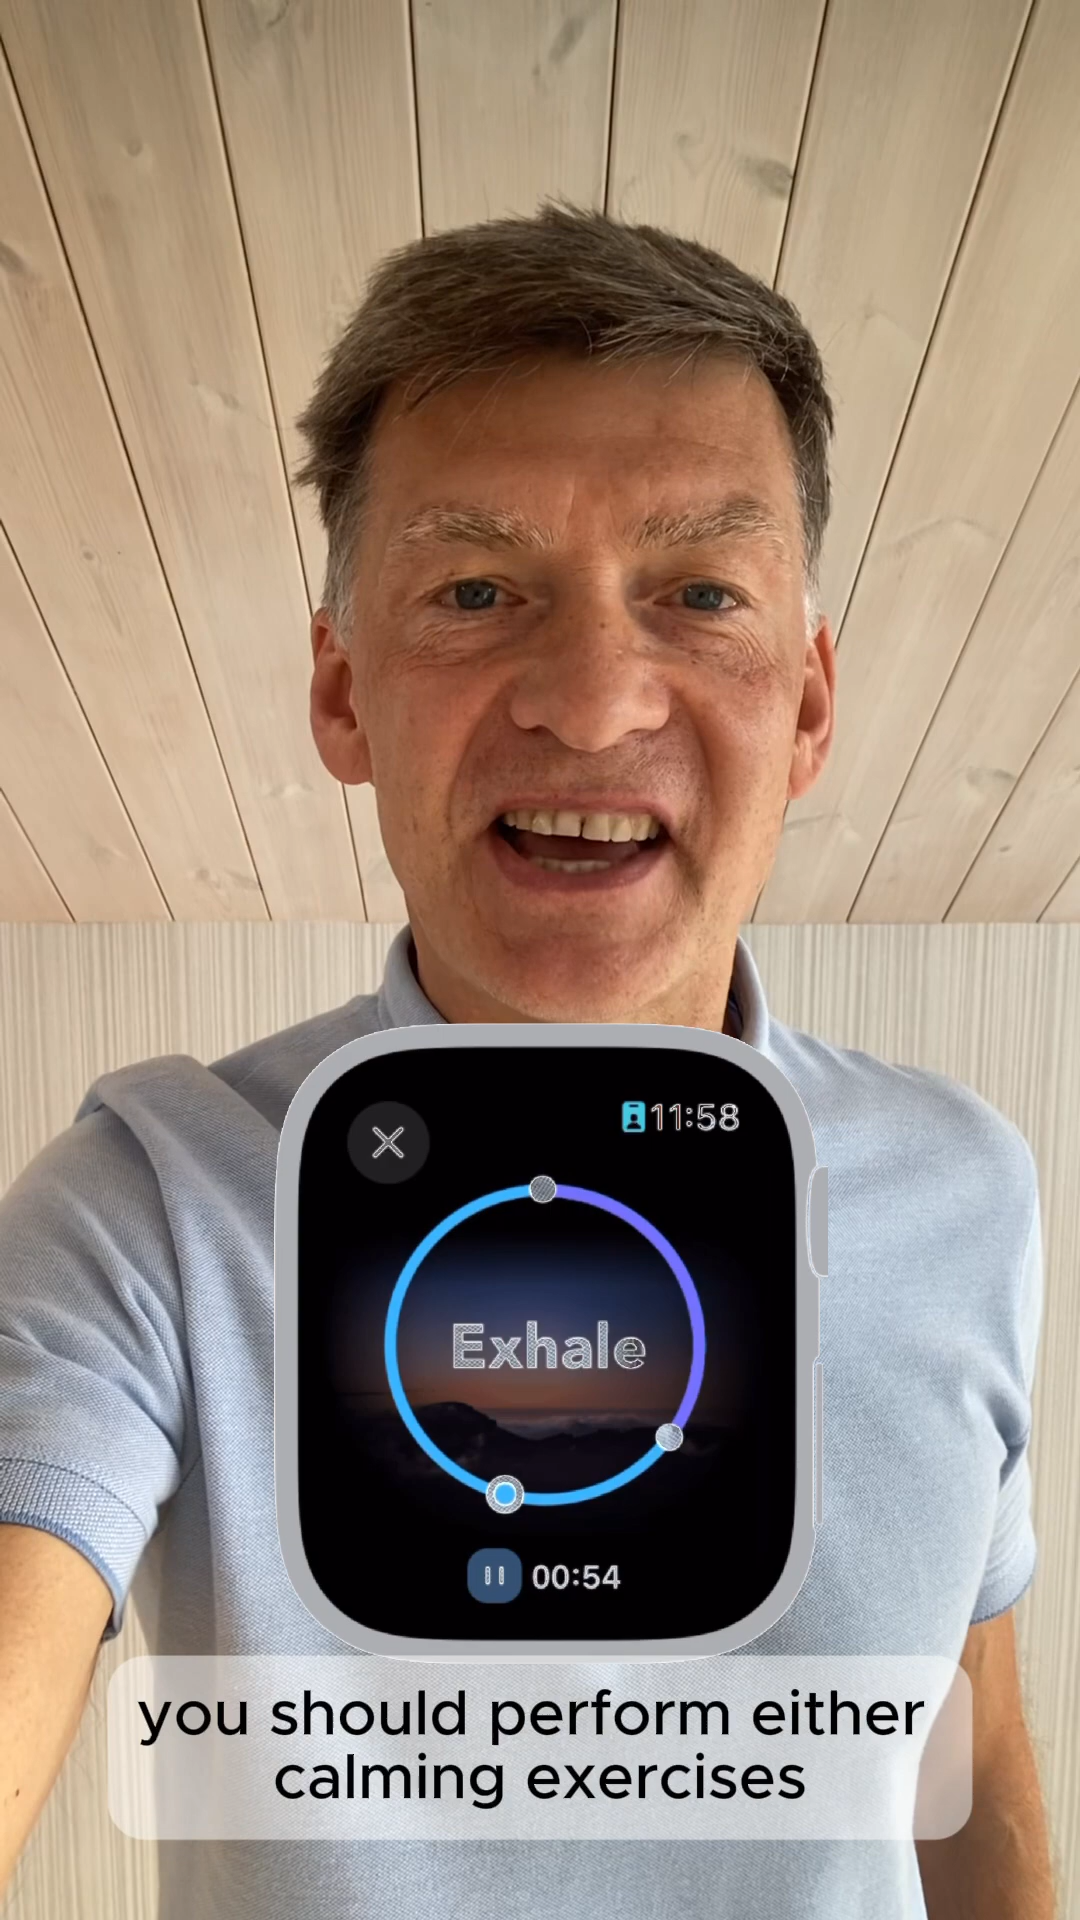 11:58
Exhale
00:54
you should perform either
calming exercises